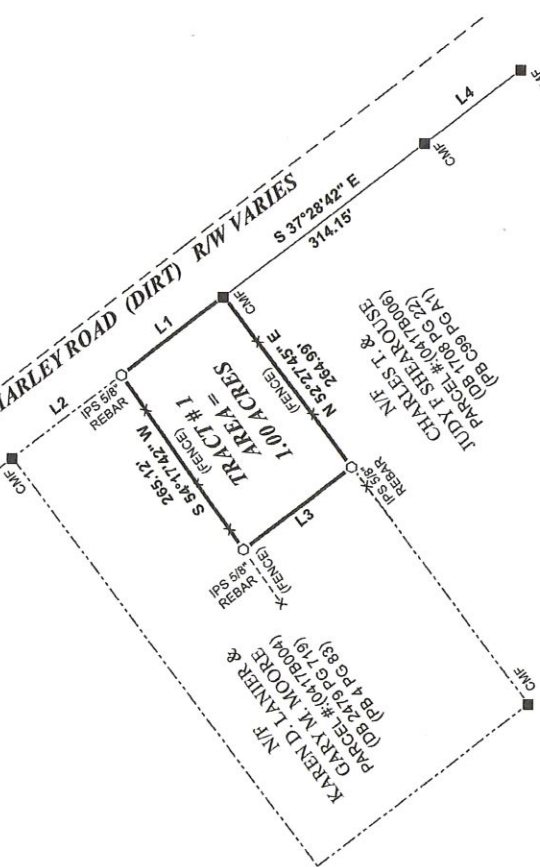 CMF
L4
CMF
S 37°28'42" E
314.15'
HARLEY ROAD (DIRT) R/W VARIES
L1
CMF
L2
IPS 5/8"
REBAR
CMF
N 52°27'45" E
264.99'
(FENCE)
TRACT # 1
AREA =
1.00 ACRES
S 54°17'42" W
265.12'
(FENCE)
N/F
CHARLES T. &
JUDY F SHEAROUSE
PARCEL #:(0417B006)
(DB 1708 PG 22)
(PB C99 PG A1)
IPS 5/8"
REBAR
L3
IPS 5/8"
REBAR
(FENCE)
N/F
KAREN D. LANIER &
GARY M. MOORE
PARCEL #:(0417B004)
(DB 2479 PG 719)
(PB 4 PG 83)
CMF